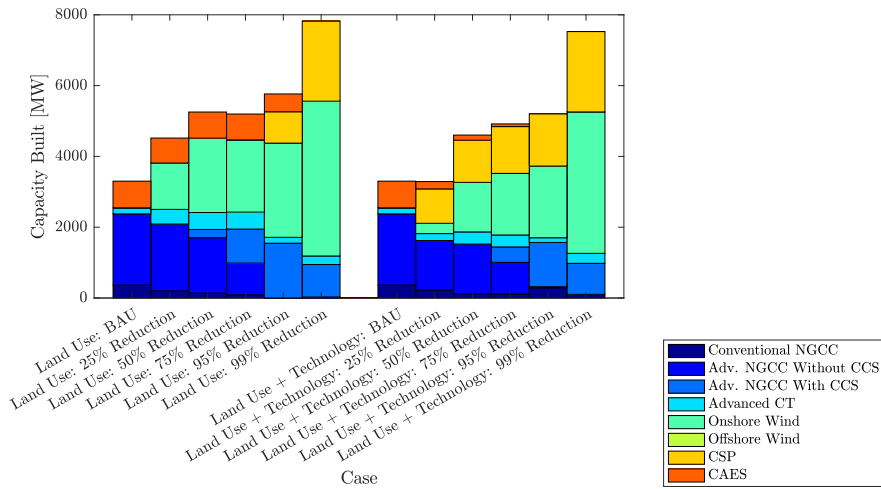 8000
6000
4000
2000
0
Capacity Built [MW]
Land Use: BAU
Land Use: 25% Reduction
Land Use: 50% Reduction
Land Use: 75% Reduction
Land Use: 95% Reduction
Land Use: 99% Reduction
Land Use + Technology: BAU
Land Use + Technology: 25% Reduction
Land Use + Technology: 50% Reduction
Land Use + Technology: 75% Reduction
Land Use + Technology: 95% Reduction
Land Use + Technology: 99% Reduction
Case
Conventional NGCC
Adv. NGCC Without CCS
Adv. NGCC With CCS
Advanced CT
Onshore Wind
Offshore Wind
CSP
CAES